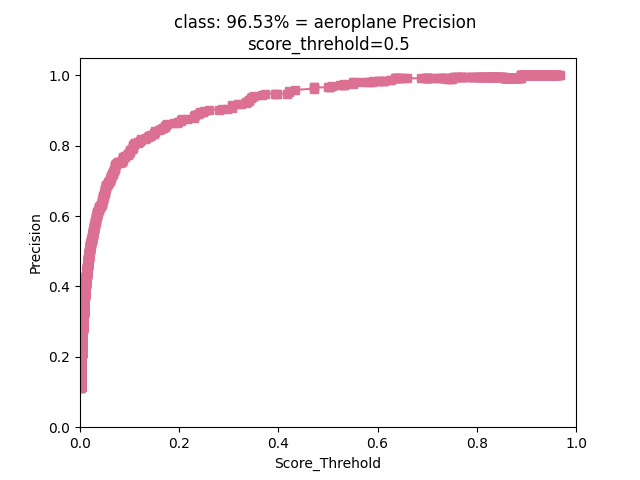 class: 96.53% = aeroplane Precision
score_threhold=0.5
1.0
0.8
0.6
0.4
0.2
0.0
Precision
0.0 0.2 0.4 0.6 0.8 1.0
Score_Threhold